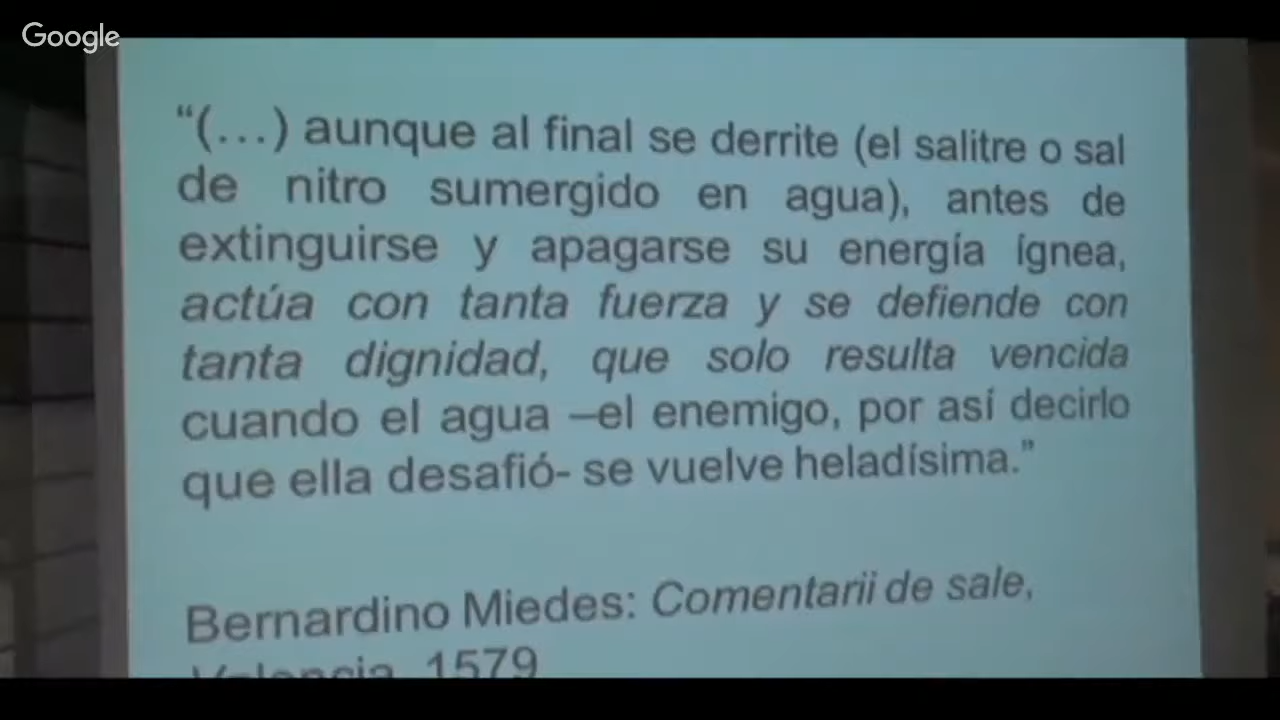 Google
“(…) aunque al final se derrite (el salitre o sal
de nitro sumergido en agua), antes de
extinguirse y apagarse su energía ígnea,
actúa con tanta fuerza y se defiende con
tanta dignidad, que solo resulta vencida
cuando el agua –el enemigo, por así decirlo
que ella desafió- se vuelve heladísima.”
Bernardino Miedes: Comentarii de sale,
Valencia, 1579